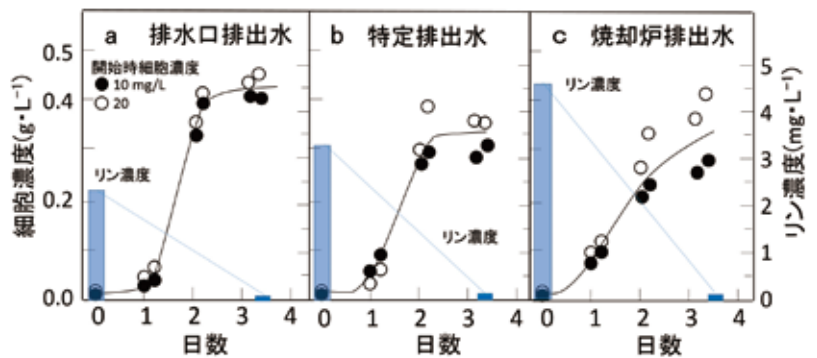 a 排水口排出水
b 特定排出水
c 焼却炉排出水
開始時細胞濃度
● 10 mg/L
○ 20
リン濃度
リン濃度
リン濃度
細胞濃度(g・L⁻¹)
0.5
0.4
0.2
0.0
リン濃度(mg・L⁻¹)
5
4
3
2
1
0
0 1 2 3 4
0 1 2 3 4
0 1 2 3 4
日数
日数
日数